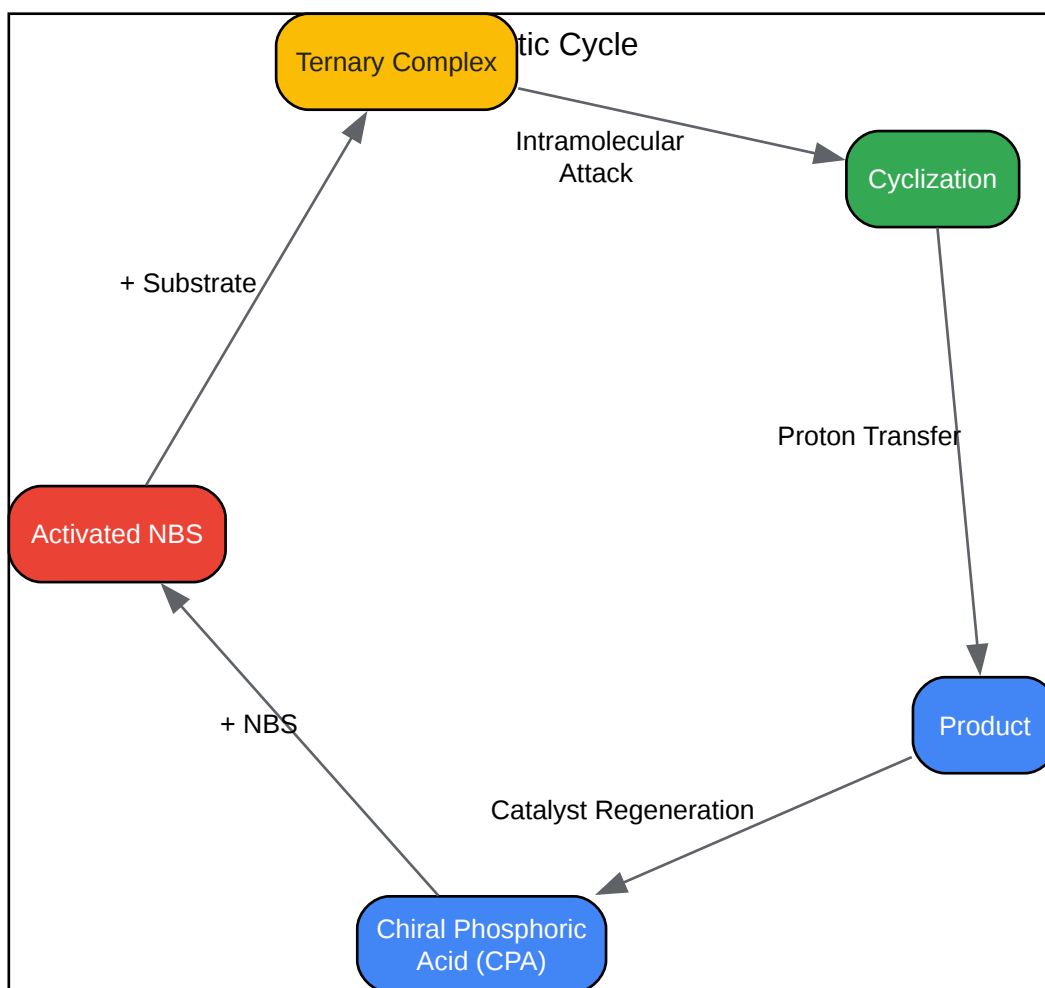 Ternary Complex
tic Cycle
Intramolecular
Attack
Cyclization
+ Substrate
Proton Transfer
Activated NBS
+ NBS
Product
Catalyst Regeneration
Chiral Phosphoric
Acid (CPA)